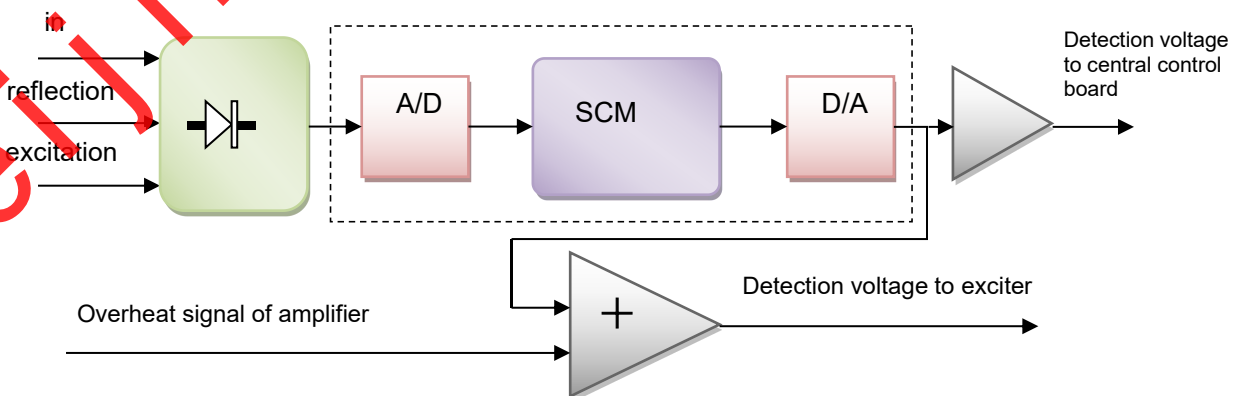 in
reflection
excitation
A/D
SCM
D/A
Detection voltage
to central control
board
Overheat signal of amplifier
+
Detection voltage to exciter